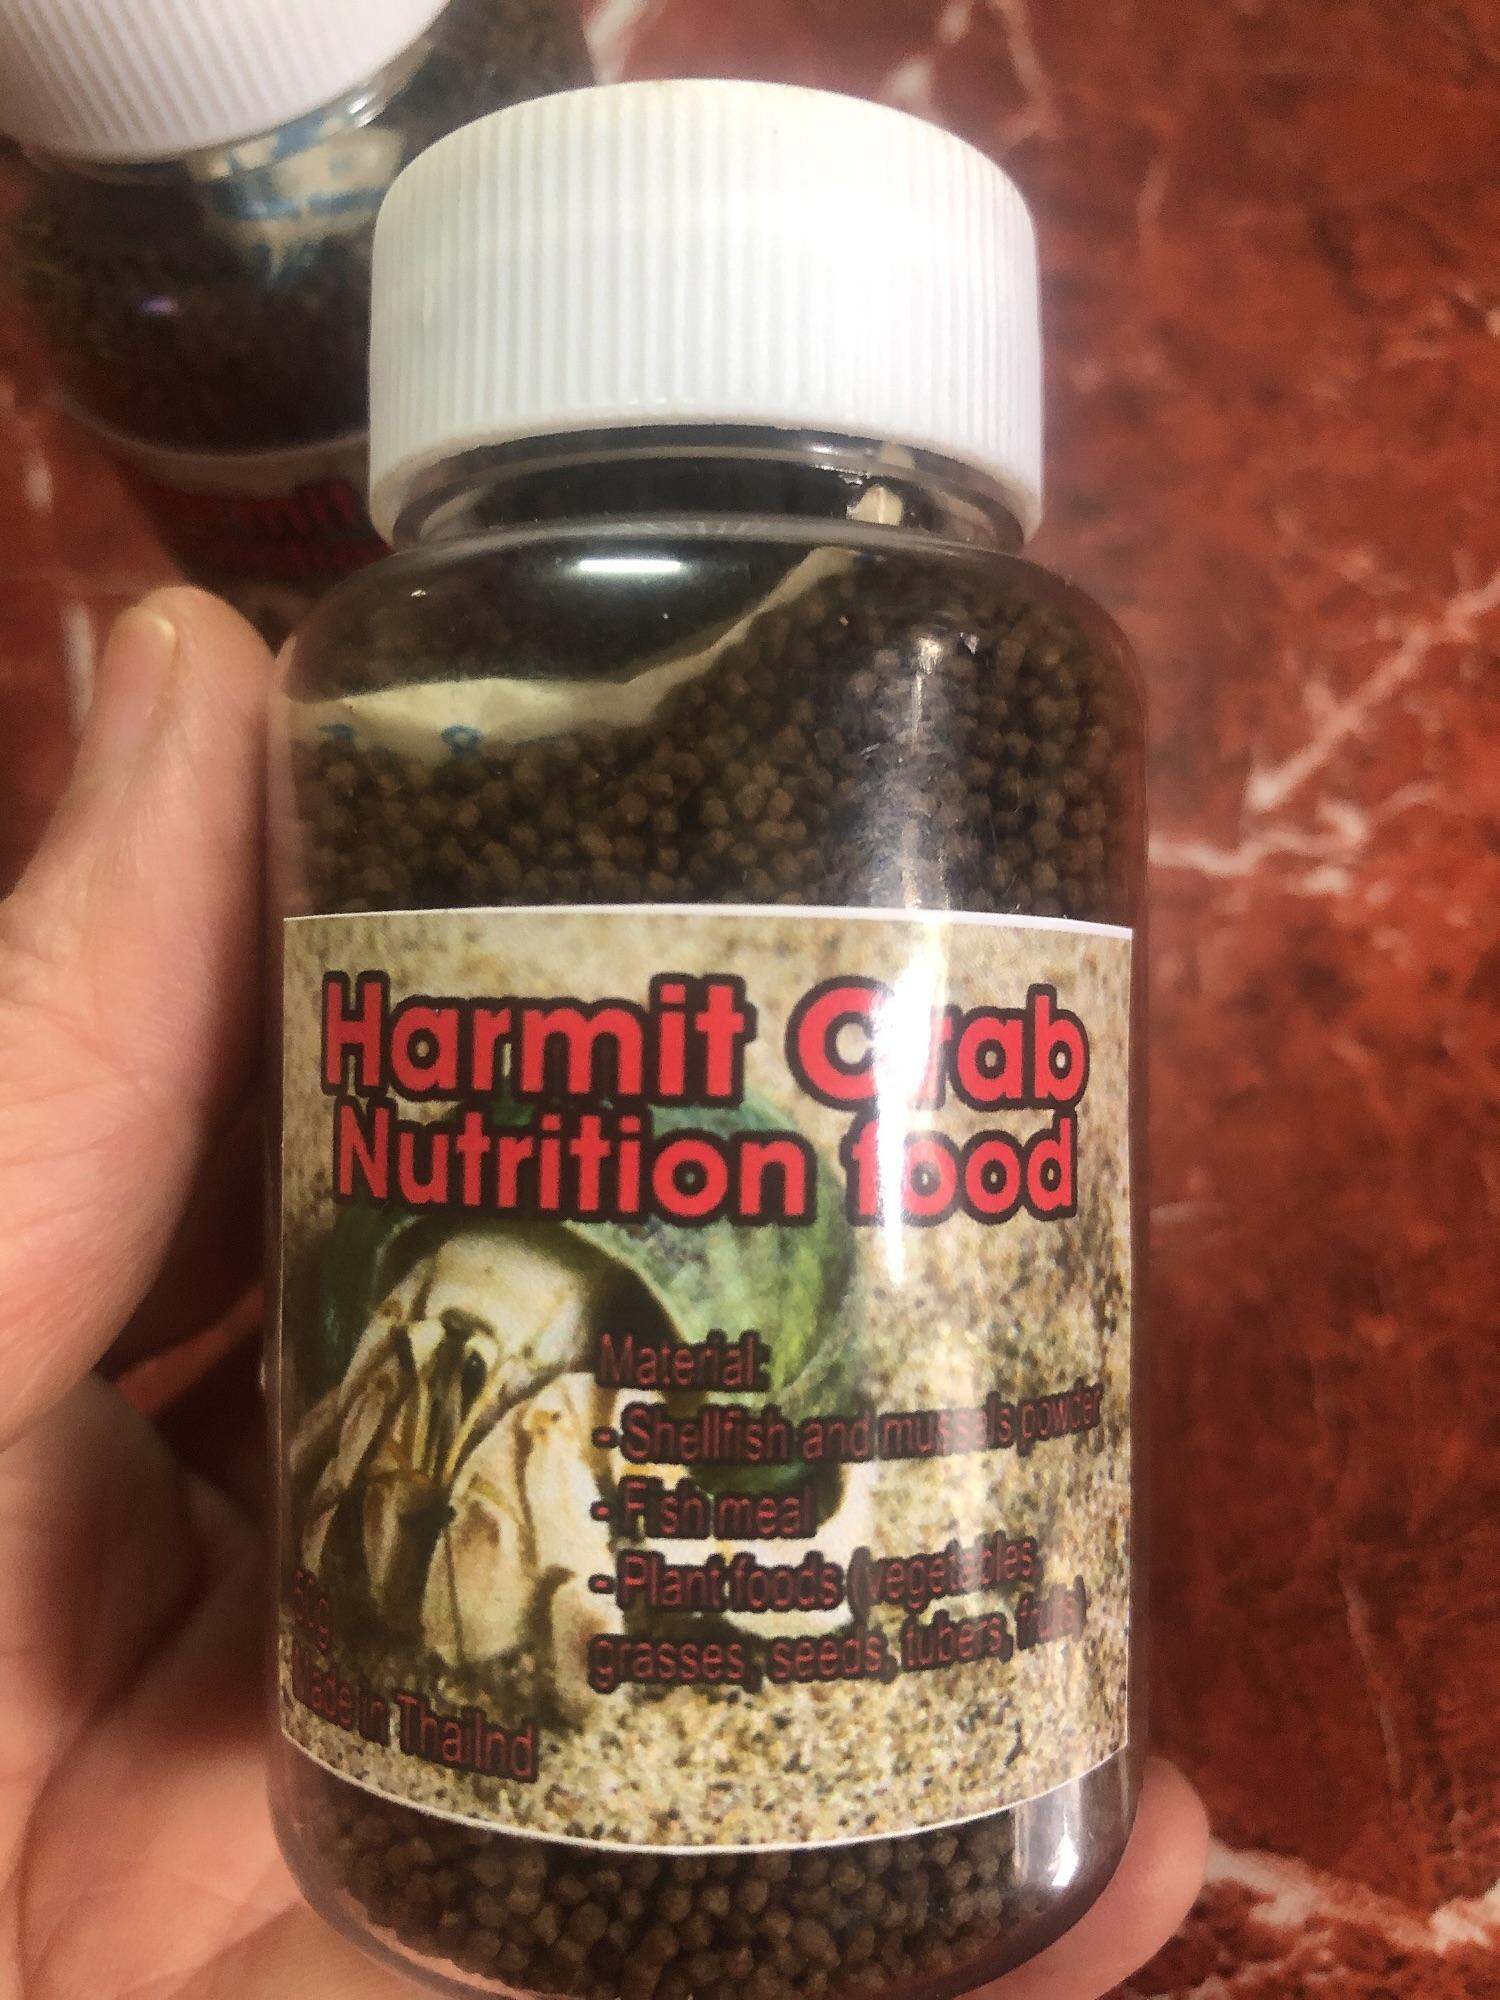 Harmit Crab
Nutrition food
Material:
- Shellfish and mussels powder
- Fish meal
- Plant foods (vegetables,
grasses, seeds, tubers, fruits)
50g
Made in Thailnd